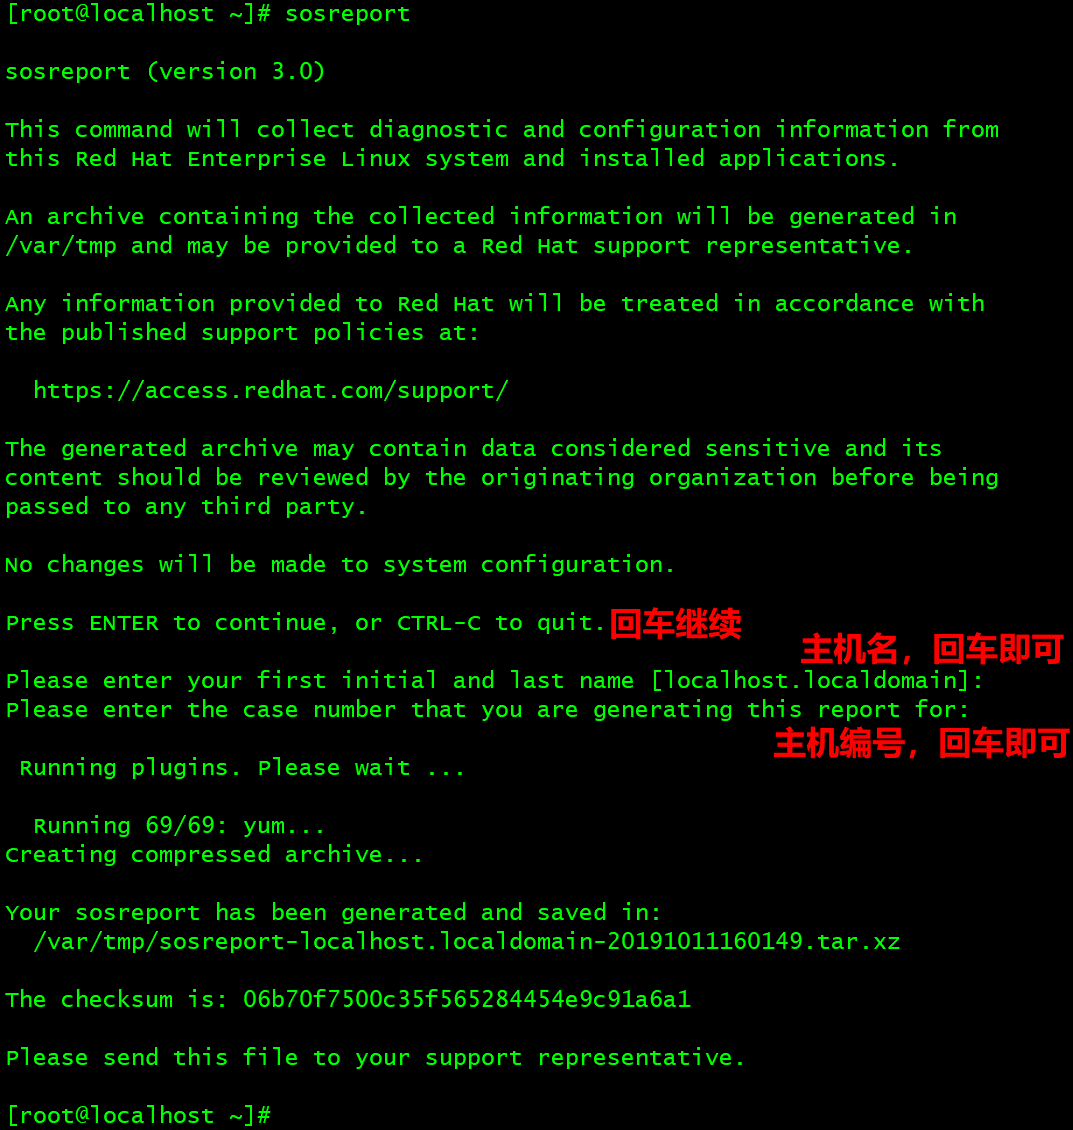 [root@localhost ~]# sosreport
sosreport (version 3.0)
This command will collect diagnostic and configuration information from
this Red Hat Enterprise Linux system and installed applications.
An archive containing the collected information will be generated in
/var/tmp and may be provided to a Red Hat support representative.
Any information provided to Red Hat will be treated in accordance with
the published support policies at:
https://access.redhat.com/support/
The generated archive may contain data considered sensitive and its
content should be reviewed by the originating organization before being
passed to any third party.
No changes will be made to system configuration.
Press ENTER to continue, or CTRL-C to quit. 回车继续
主机名，回车即可
Please enter your first initial and last name [localhost.localdomain]:
Please enter the case number that you are generating this report for:
主机编号，回车即可
Running plugins. Please wait ...
Running 69/69: yum...
Creating compressed archive...
Your sosreport has been generated and saved in:
/var/tmp/sosreport-localhost.localdomain-20191011160149.tar.xz
The checksum is: 06b70f7500c35f565284454e9c91a6a1
Please send this file to your support representative.
[root@localhost ~]#